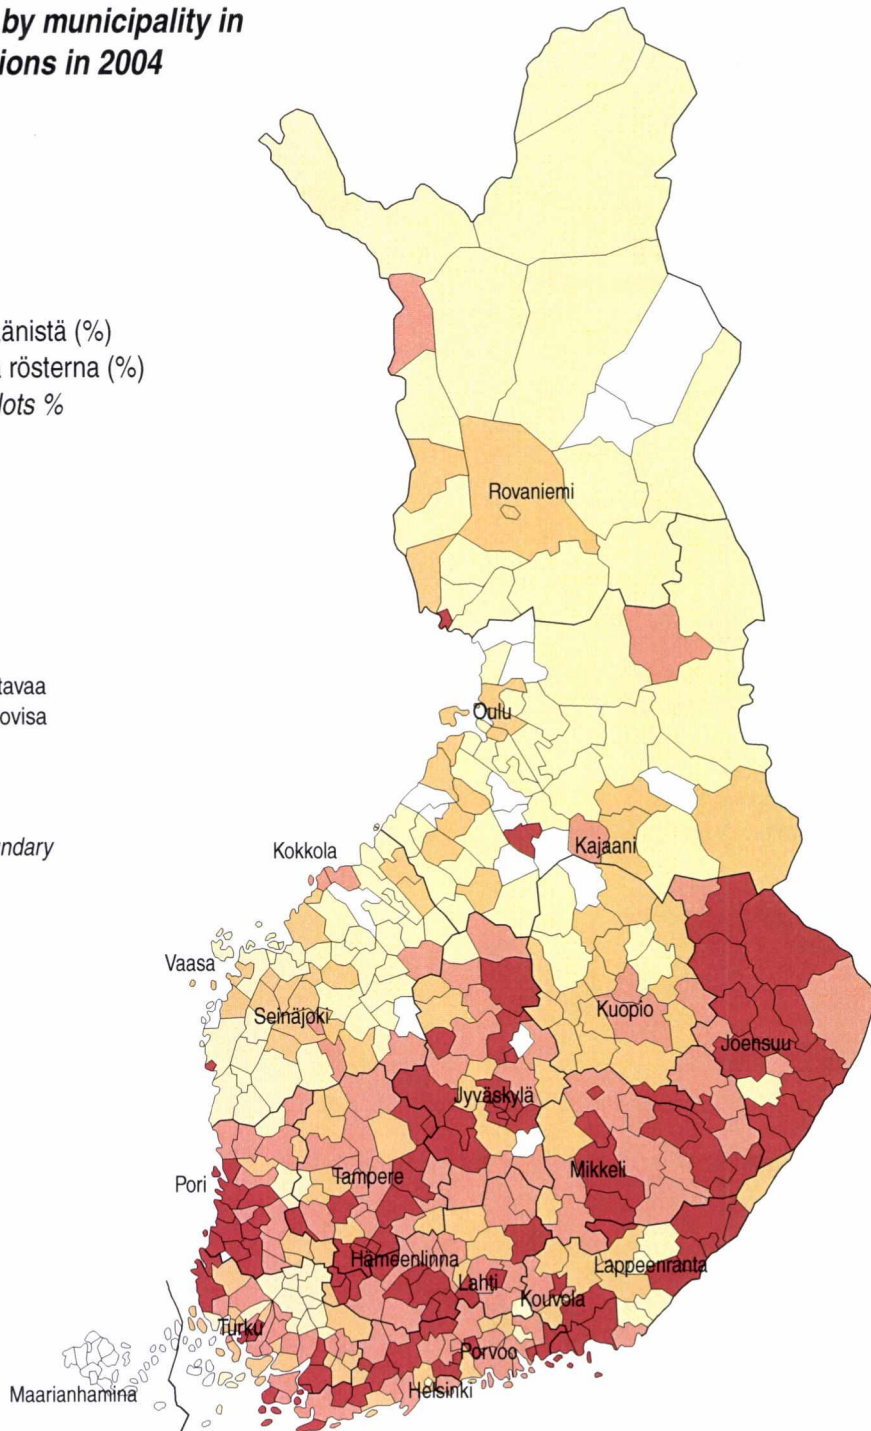 by municipality in
ions in 2004
änistä (%)
rösterna (%)
lots %
Rovaniemi
tavaa
ovisa
Oulu
ndary
Kokkola
Kajaani
Vaasa
Seinäjoki
Kuopio
Joensuu
Jyväskylä
Pori
Tampere
Mikkeli
Hämeenlinna
Lappeenranta
Lahti
Kouvola
Turku
Porvoo
Maarianhamina
Helsinki